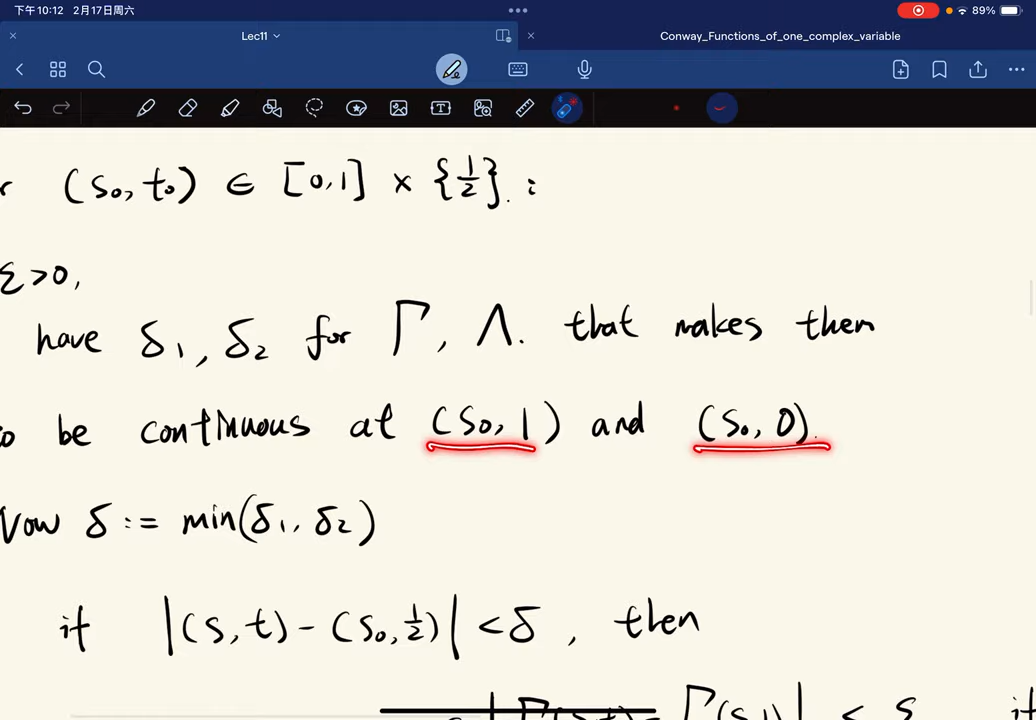 下午10:12 2月17日周六
89%
Lec11
Conway_Functions_of_one_complex_variable
r (s₀, t₀) ∈ [0,1] × {1/2} :
ε>0,
have δ₁, δ₂ for Γ, Λ. that makes them
to be continuous at (s₀, 1) and (s₀, 0).
Now δ := min(δ₁, δ₂)
if |(s,t) - (s₀, 1/2)| < δ, then